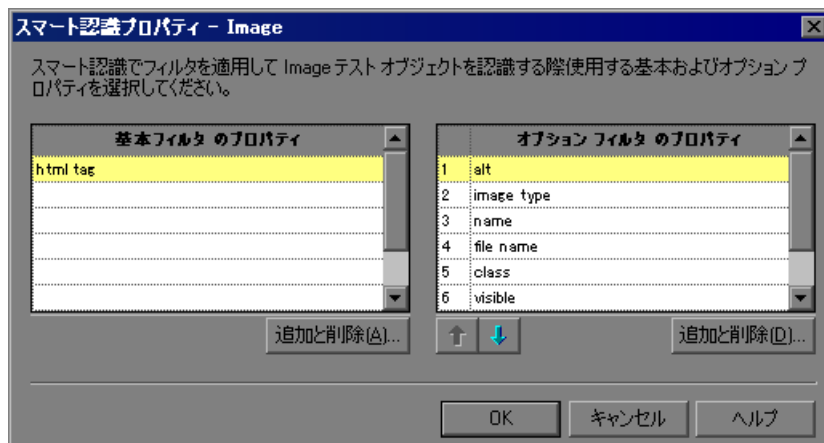 スマート認識プロパティ - Image
スマート認識でフィルタを適用して Image テスト オブジェクトを認識する際使用する基本およびオプション プ
ロパティを選択してください。
基本フィルタ のプロパティ
html tag
オプション フィルタ のプロパティ
1 alt
2 image type
3 name
4 file name
5 class
6 visible
追加と削除(A)...
追加と削除(D)...
OK
キャンセル
ヘルプ